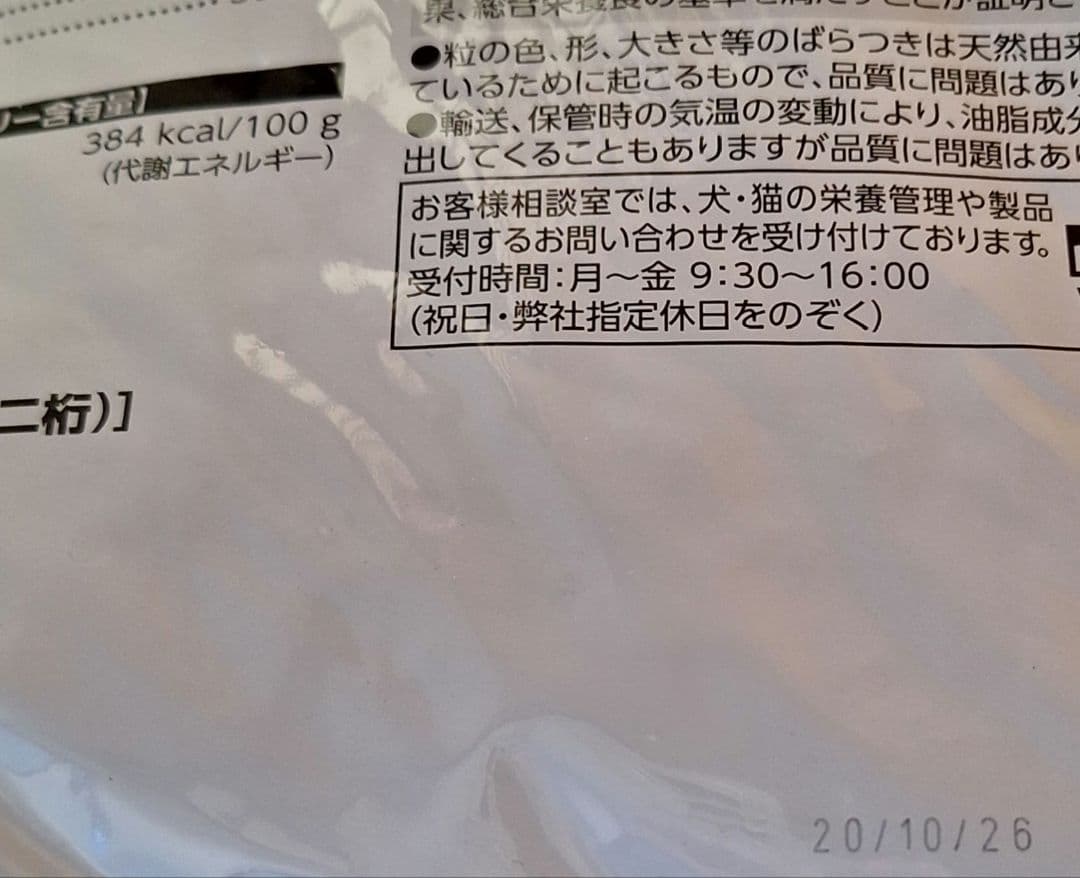 ー含有量】
384 kcal/100 g
(代謝エネルギー)
二桁)]
●粒の色、形、大きさ等のばらつきは天然由来
ているために起こるもので、品質に問題はあり
●輸送、保管時の気温の変動により、油脂成分
出してくることもありますが品質に問題はあり
お客様相談室では、犬・猫の栄養管理や製品
に関するお問い合わせを受け付けております。
受付時間:月～金 9:30～16:00
(祝日・弊社指定休日をのぞく)
20/10/26